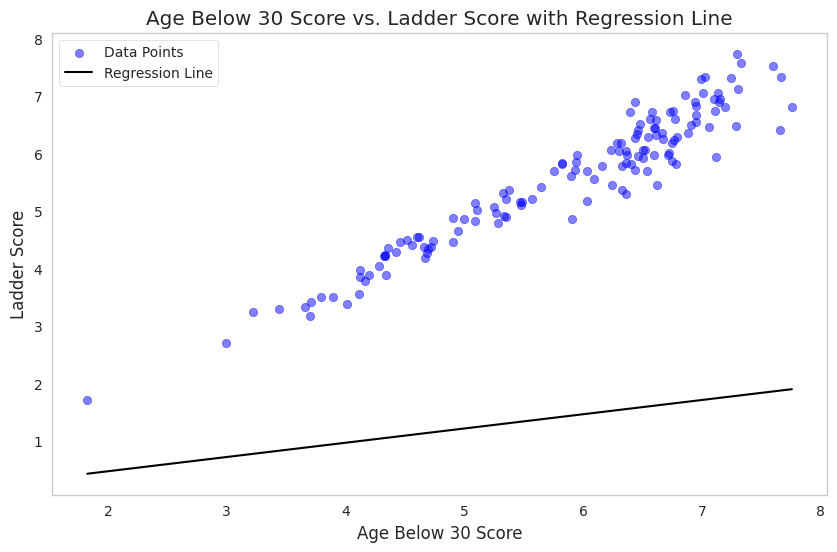 Age Below 30 Score vs. Ladder Score with Regression Line
Data Points
Regression Line
Ladder Score
8
7
6
5
4
3
2
1
2 3 4 5 6 7 8
Age Below 30 Score